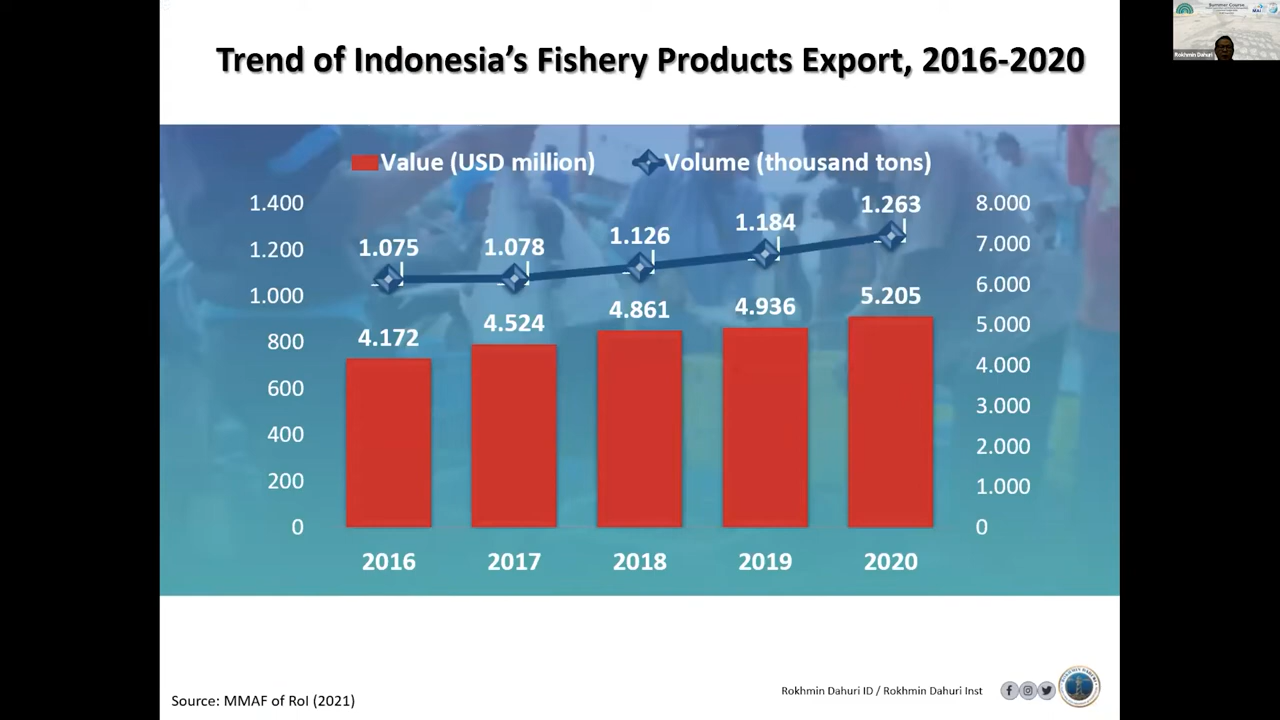 Trend of Indonesia's Fishery Products Export, 2016-2020
Value (USD million) Volume (thousand tons)
1.400
1.200
1.000
800
600
400
200
0
1.075 1.078 1.126 1.184 1.263
4.172 4.524 4.861 4.936 5.205
8.000
7.000
6.000
5.000
4.000
3.000
2.000
1.000
0
2016 2017 2018 2019 2020
Source: MMAF of RoI (2021)
Rokhmin Dahuri ID / Rokhmin Dahuri Inst
Summer Course
Rokhmin Dahuri